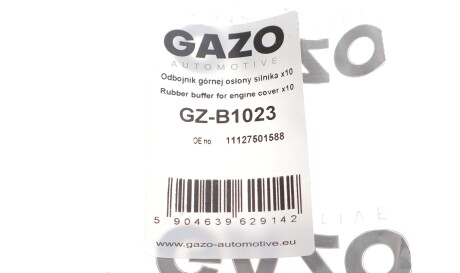 GAZO
AUTOMOTIVE
Odbojnik górnej osłony silnika x10
Rubber buffer for engine cover x10
GZ-B1023
OE no. 11127501588
5 904639 629142
www.gazo-automotive.eu
GAZO